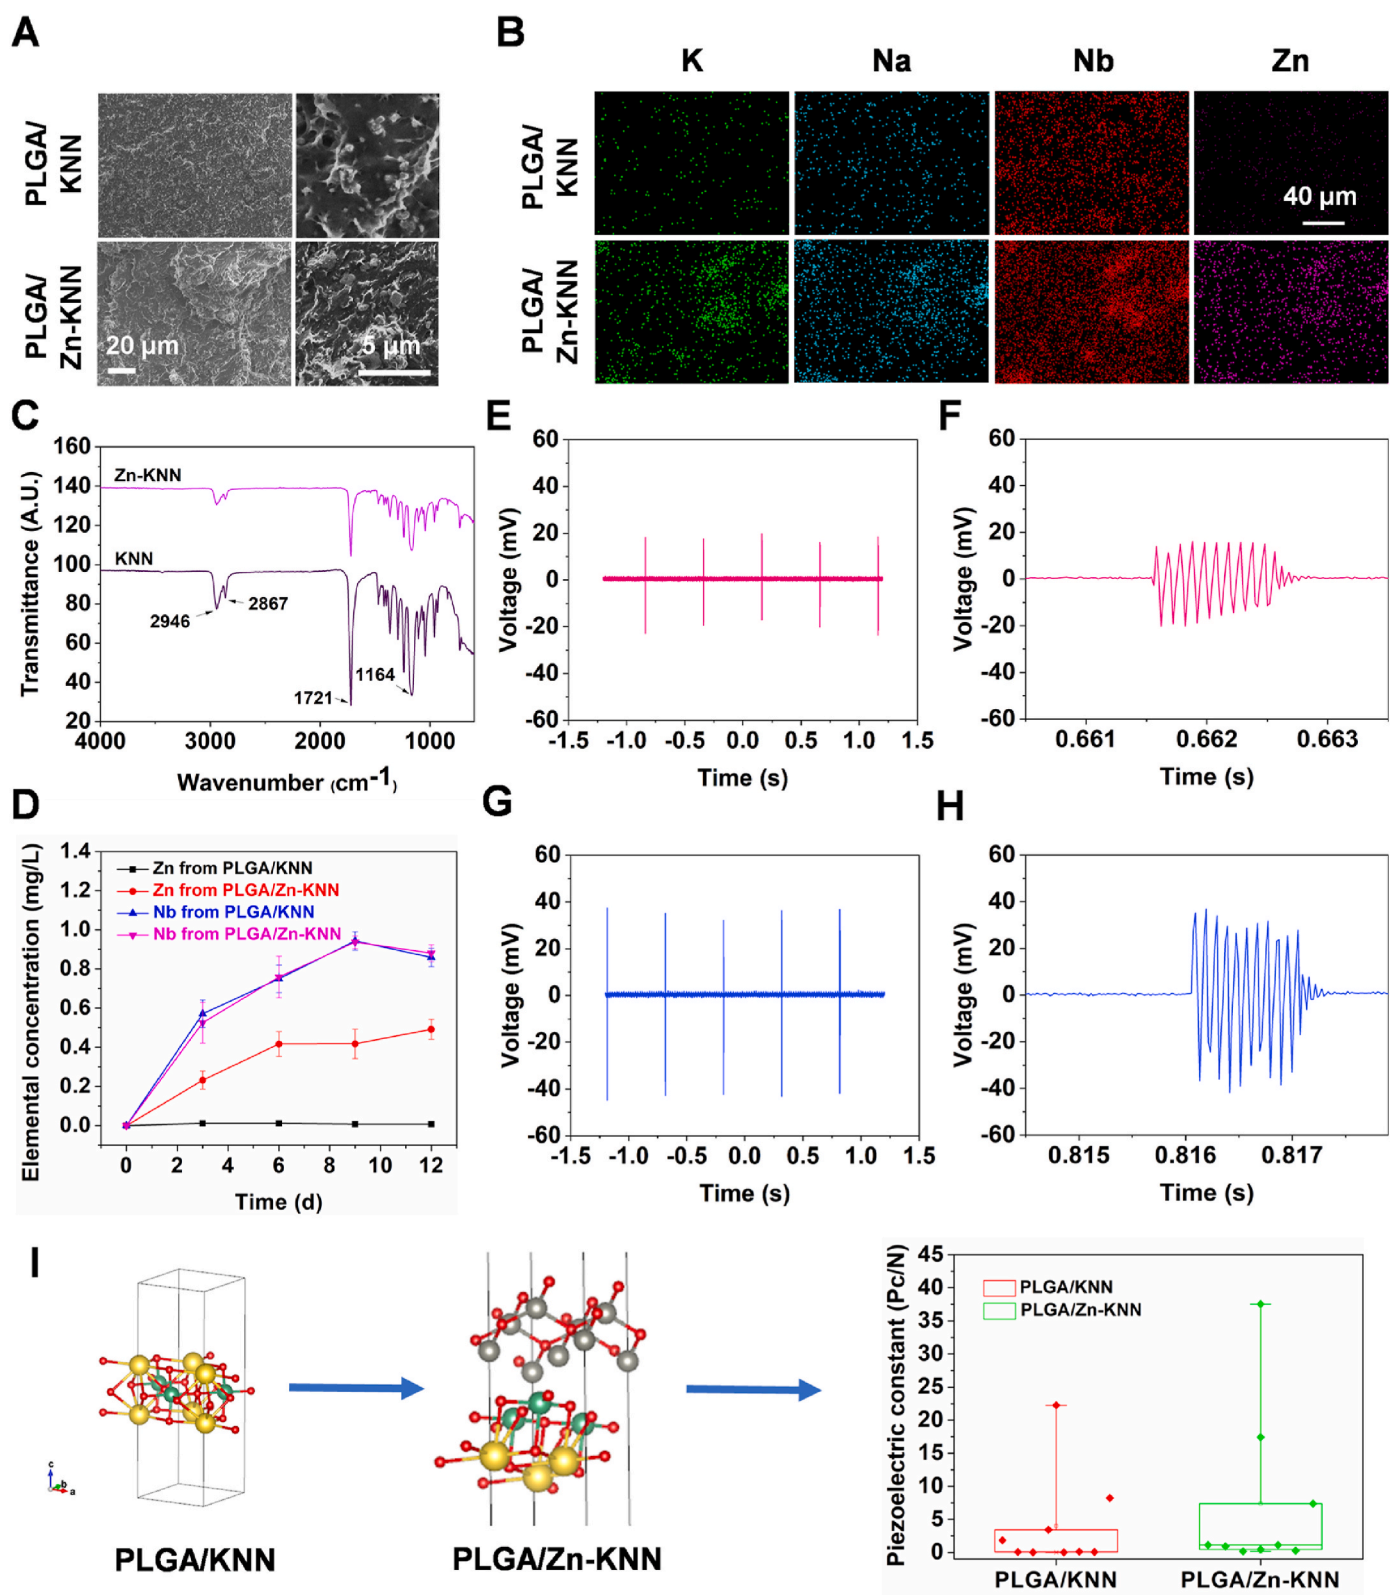 A
PLGA/
KNN
PLGA/
Zn-KNN
20 μm
5 μm
B
K
Na
Nb
Zn
PLGA/
KNN
PLGA/
Zn-KNN
40 μm
C
Transmittance (A.U.)
160
140
120
100
80
60
40
20
Zn-KNN
KNN
2946
2867
1721
1164
4000
3000
2000
1000
Wavenumber (cm-1)
E
Voltage (mV)
60
40
20
0
-20
-40
-60
-1.5
-1.0
-0.5
0.0
0.5
1.0
1.5
Time (s)
F
Voltage (mV)
60
40
20
0
-20
-40
-60
0.661
0.662
0.663
Time (s)
D
Elemental concentration (mg/L)
1.4
1.2
1.0
0.8
0.6
0.4
0.2
0.0
Zn from PLGA/KNN
Zn from PLGA/Zn-KNN
Nb from PLGA/KNN
Nb from PLGA/Zn-KNN
0
2
4
6
8
10
12
Time (d)
G
Voltage (mV)
60
40
20
0
-20
-40
-60
-1.5
-1.0
-0.5
0.0
0.5
1.0
1.5
Time (s)
H
Voltage (mV)
60
40
20
0
-20
-40
-60
0.815
0.816
0.817
Time (s)
I
c
b
a
PLGA/KNN
PLGA/Zn-KNN
Piezoelectric constant (Pc/N)
45
40
35
30
25
20
15
10
5
0
PLGA/KNN
PLGA/Zn-KNN
PLGA/KNN
PLGA/Zn-KNN